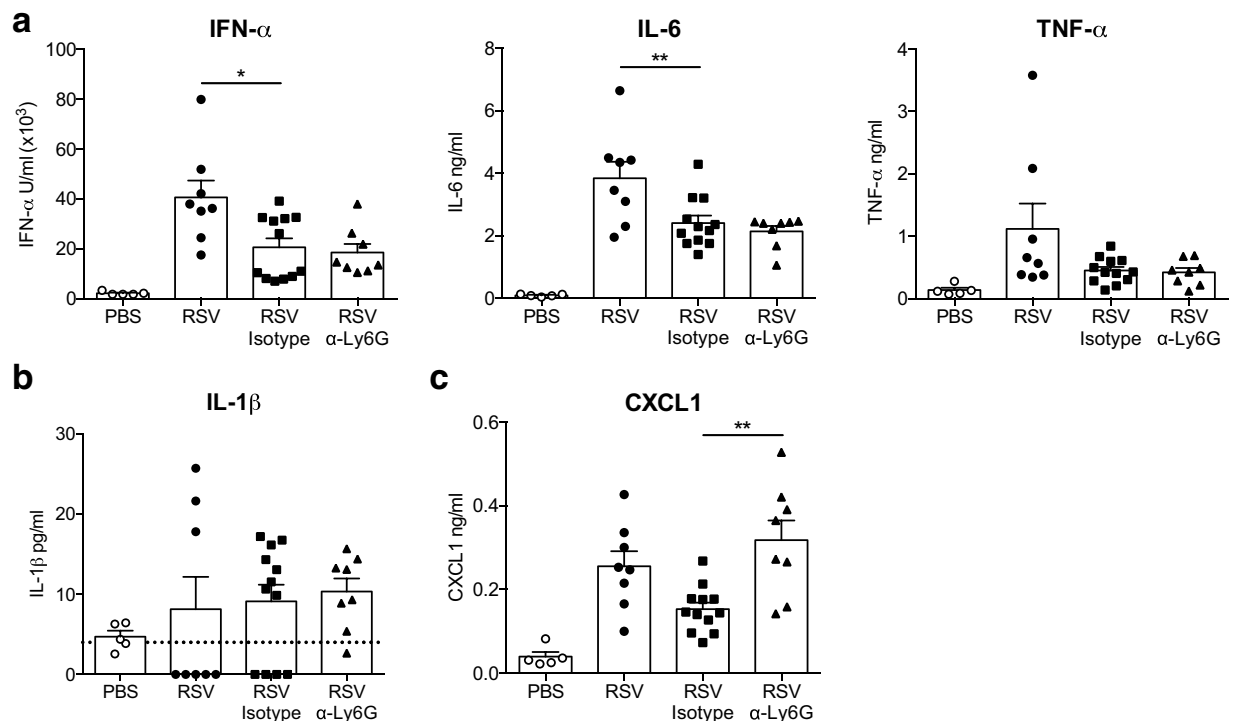 a
IFN-α
IFN-α U/ml (x10³)
100
80
60
40
20
0
*
PBS
RSV
RSV
Isotype
RSV
α-Ly6G
IL-6
IL-6 ng/ml
8
6
4
2
0
**
PBS
RSV
RSV
Isotype
RSV
α-Ly6G
TNF-α
TNF-α ng/ml
4
3
2
1
0
PBS
RSV
RSV
Isotype
RSV
α-Ly6G
b
IL-1β
IL-1β pg/ml
30
20
10
0
PBS
RSV
RSV
Isotype
RSV
α-Ly6G
c
CXCL1
CXCL1 ng/ml
0.6
0.4
0.2
0.0
**
PBS
RSV
RSV
Isotype
RSV
α-Ly6G